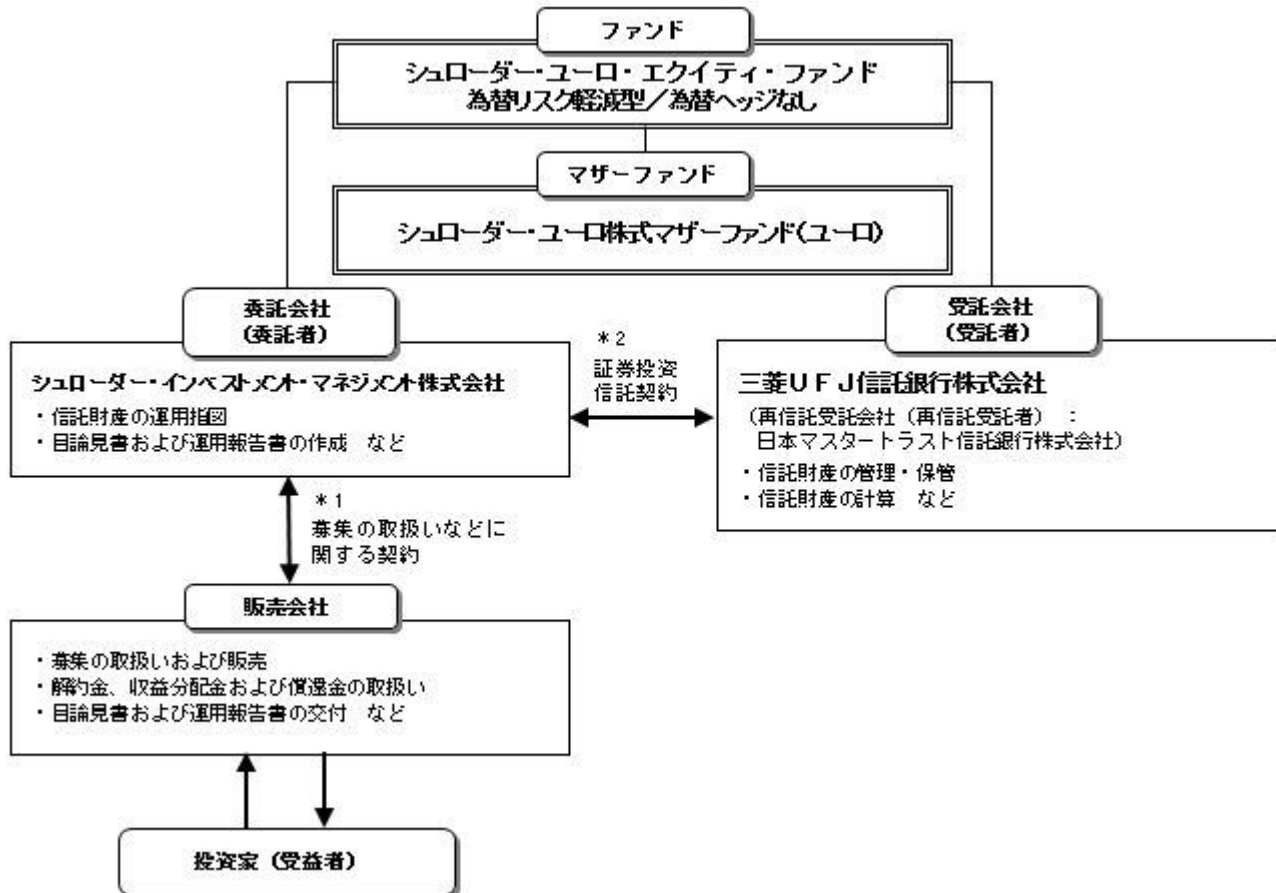 ファンド
シュローダー・ユーロ・エクイティ・ファンド
為替リスク軽減型／為替ヘッジなし
マザーファンド
シュローダー・ユーロ株式マザーファンド(ユーロ)
委託会社
(委託者)
シュローダー・インベストメント・マネジメント株式会社
・信託財産の運用指図
・目論見書および運用報告書の作成 など
＊2
証券投資
信託契約
受託会社
(受託者)
三菱ＵＦＪ信託銀行株式会社
（再信託受託会社（再信託受託者）：
日本マスタートラスト信託銀行株式会社）
・信託財産の管理・保管
・信託財産の計算 など
＊1
募集の取扱いなどに
関する契約
販売会社
・募集の取扱いおよび販売
・解約金、収益分配金および償還金の取扱い
・目論見書および運用報告書の交付 など
投資家（受益者）